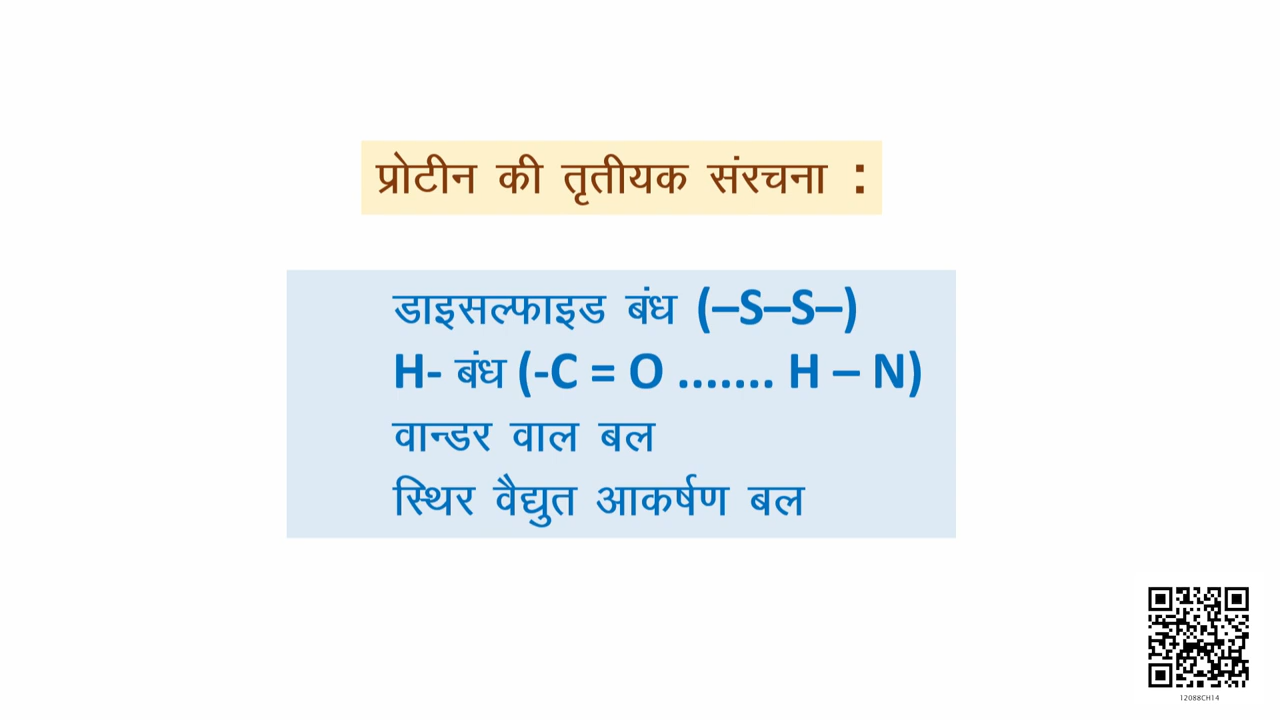 प्रोटीन की तृतीयक संरचना :
डाइसल्फाइड बंध (–S–S–)
H- बंध (-C = O ....... H – N)
वान्डर वाल बल
स्थिर वैद्युत आकर्षण बल
12088CH14